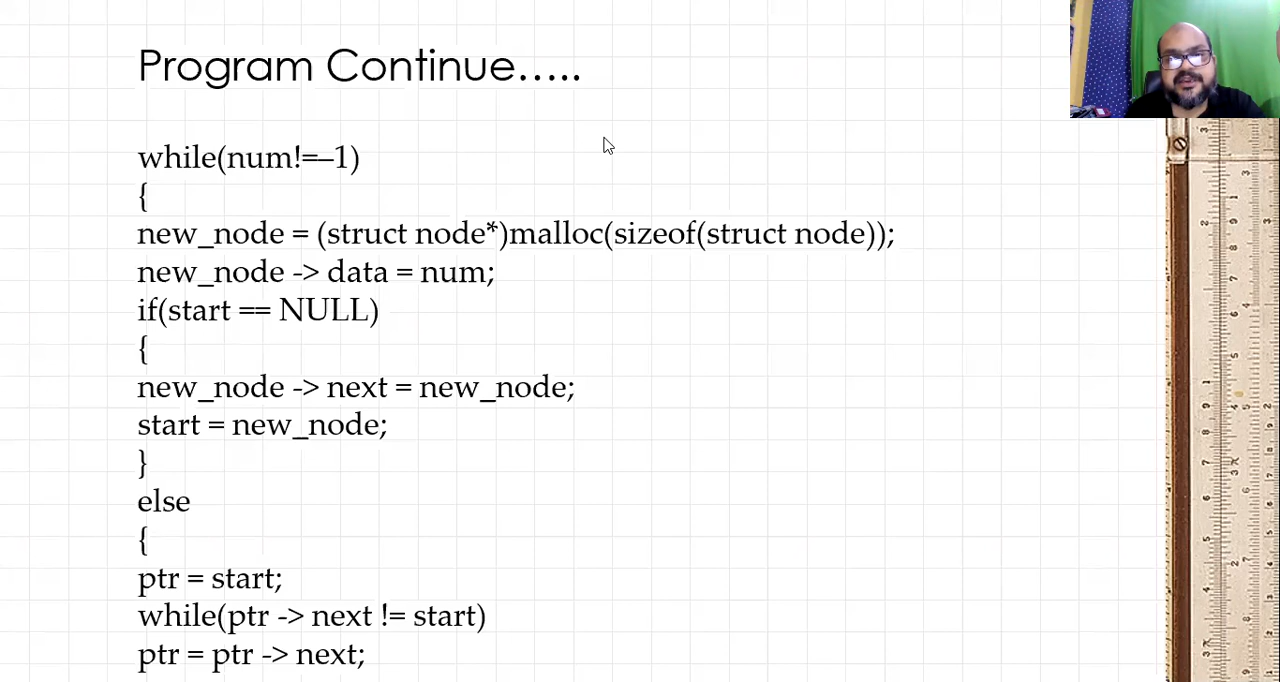 Program Continue…..
while(num!=–1)
{
new_node = (struct node*)malloc(sizeof(struct node));
new_node -> data = num;
if(start == NULL)
{
new_node -> next = new_node;
start = new_node;
}
else
{
ptr = start;
while(ptr -> next != start)
ptr = ptr -> next;